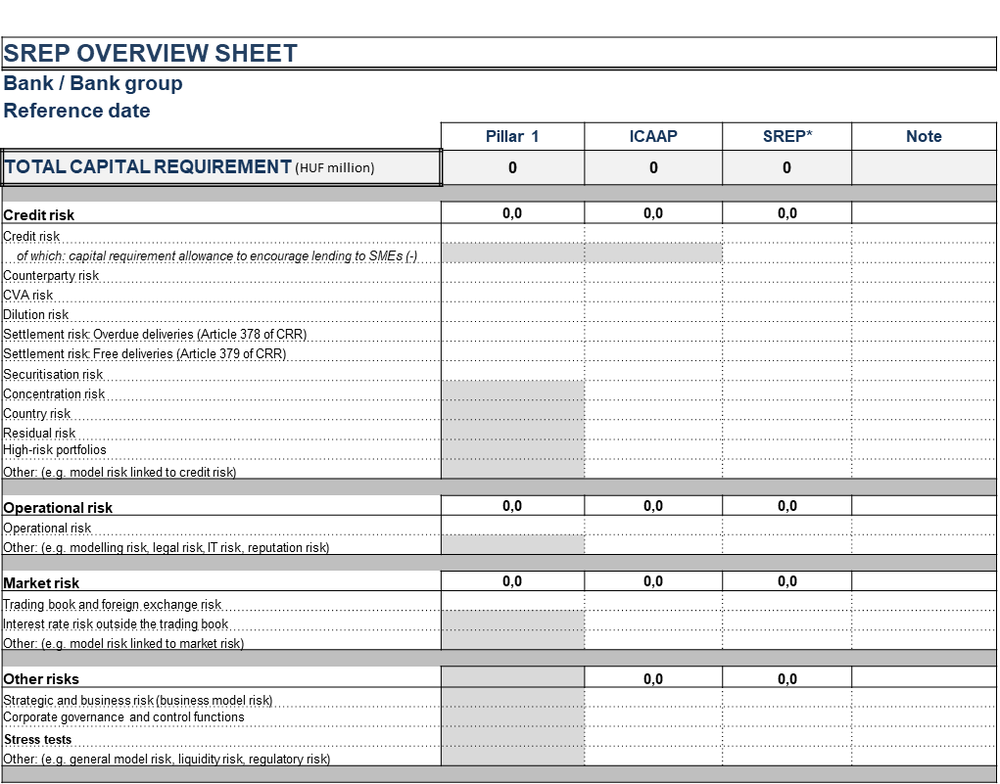 SREP OVERVIEW SHEET
Bank / Bank group
Reference date
Pillar 1 ICAAP SREP* Note
TOTAL CAPITAL REQUIREMENT (HUF million) 0 0 0
Credit risk 0,0 0,0 0,0
Credit risk
of which: capital requirement allowance to encourage lending to SMEs (-)
Counterparty risk
CVA risk
Dilution risk
Settlement risk: Overdue deliveries (Article 378 of CRR)
Settlement risk: Free deliveries (Article 379 of CRR)
Securitisation risk
Concentration risk
Country risk
Residual risk
High-risk portfolios
Other: (e.g. model risk linked to credit risk)
Operational risk 0,0 0,0 0,0
Operational risk
Other: (e.g. modelling risk, legal risk, IT risk, reputation risk)
Market risk 0,0 0,0 0,0
Trading book and foreign exchange risk
Interest rate risk outside the trading book
Other: (e.g. model risk linked to market risk)
Other risks 0,0 0,0
Strategic and business risk (business model risk)
Corporate governance and control functions
Stress tests
Other: (e.g. general model risk, liquidity risk, regulatory risk)